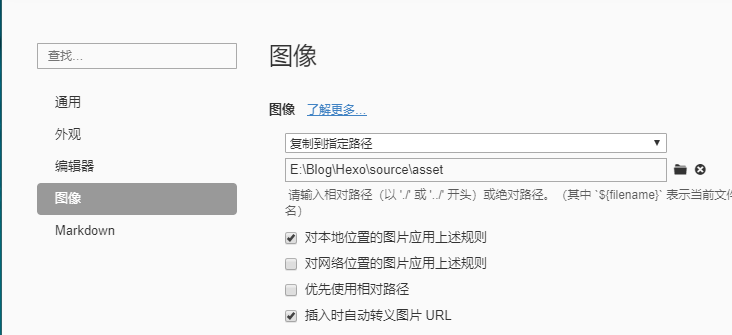 查找...
通用
外观
编辑器
图像
Markdown
图像
图像 了解更多...
复制到指定路径
E:\Blog\Hexo\source\asset
请输入相对路径（以 './' 或 '../' 开头）或绝对路径。（其中 `${filename}` 表示当前文件
名）
对本地位置的图片应用上述规则
对网络位置的图片应用上述规则
优先使用相对路径
插入时自动转义图片 URL